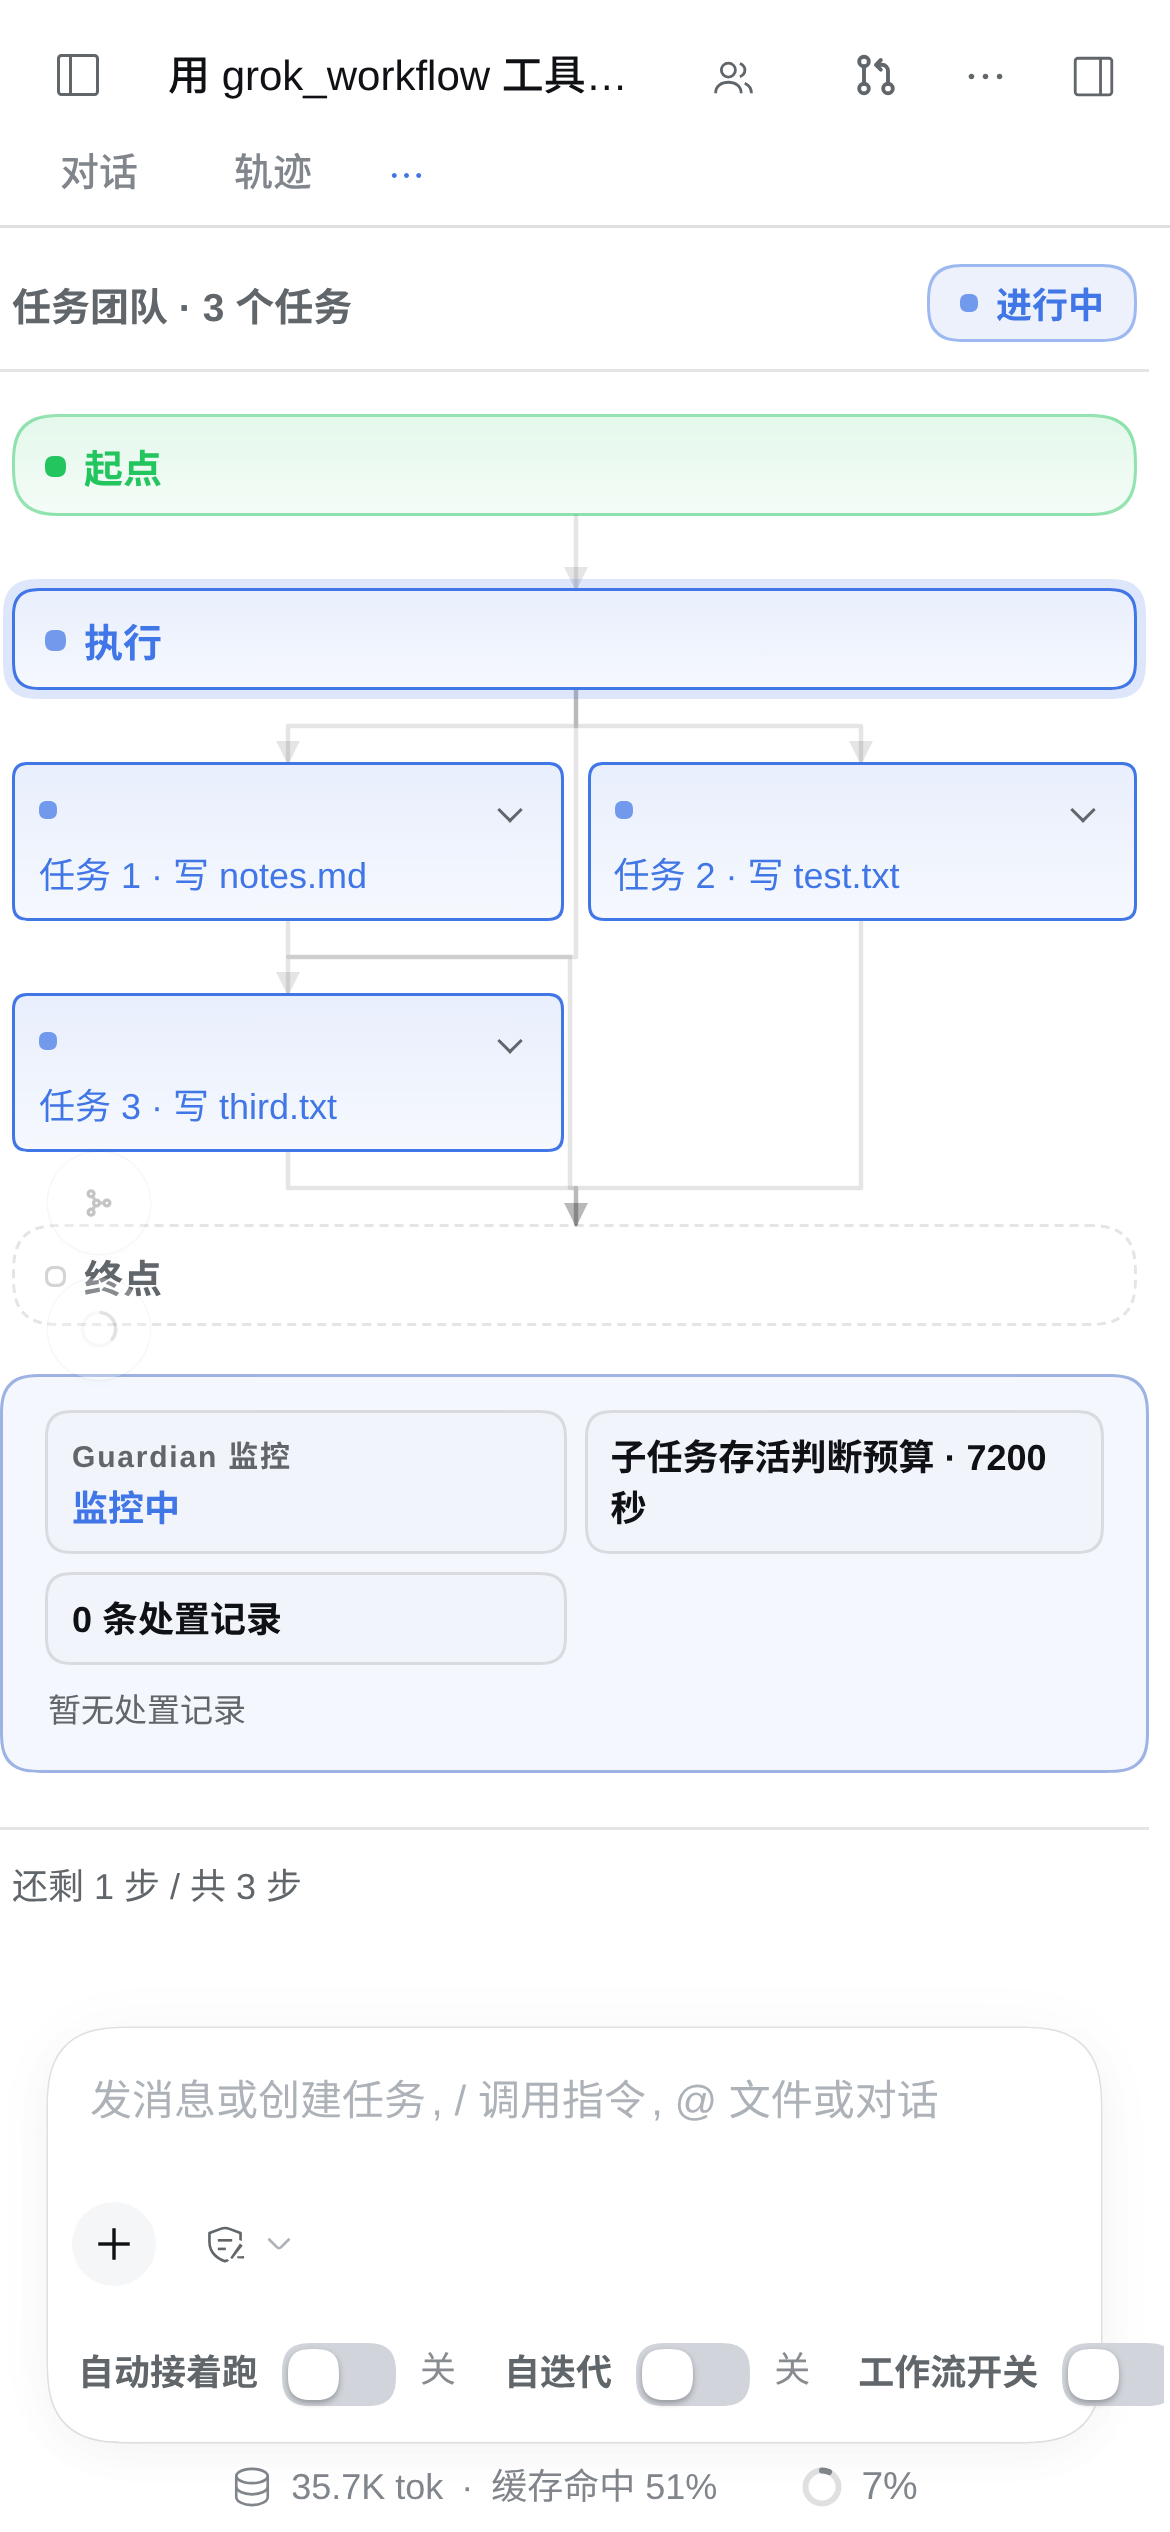 用 grok_workflow 工具...
对话 轨迹 ...
任务团队 · 3 个任务
进行中
起点
执行
任务 1 · 写 notes.md
任务 2 · 写 test.txt
任务 3 · 写 third.txt
终点
Guardian 监控
监控中
子任务存活判断预算 · 7200
秒
0 条处置记录
暂无处置记录
还剩 1 步 / 共 3 步
发消息或创建任务, / 调用指令, @ 文件或对话
自动接着跑 关 自迭代 关 工作流开关
35.7K tok · 缓存命中 51% 7%